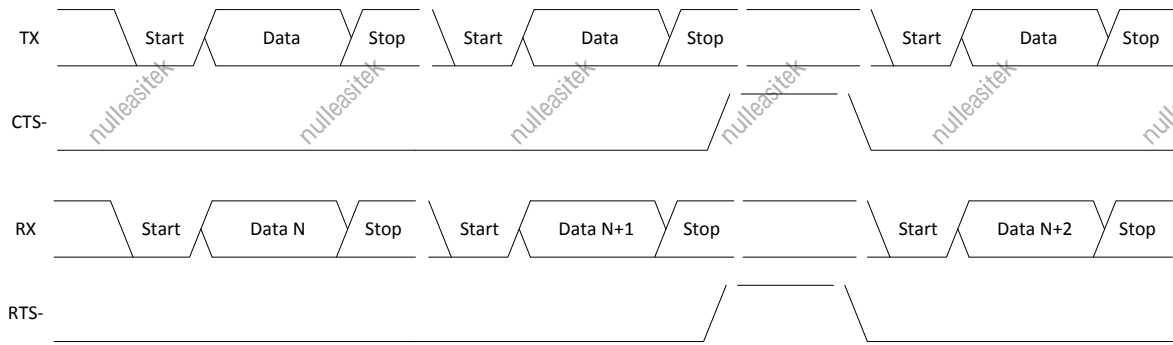 TX Start Data Stop Start Data Stop Start Data Stop
nulleasitek nulleasitek nulleasitek nulleasitek nulleasitek
CTS-
RX Start Data N Stop Start Data N+1 Stop Start Data N+2 Stop
RTS-